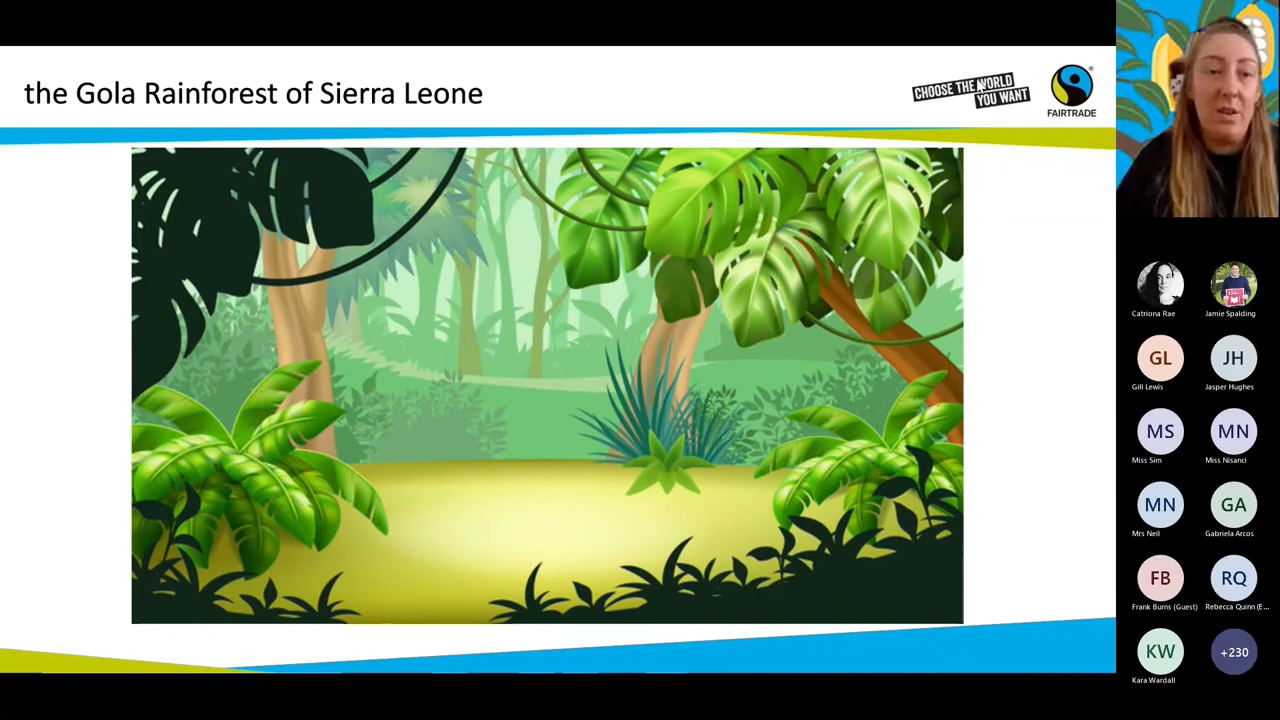 the Gola Rainforest of Sierra Leone
CHOOSE THE WORLD
YOU WANT
FAIRTRADE
®
Catriona Rae
Jamie Spalding
GL
JH
Gill Lewis
Jasper Hughes
MS
MN
Miss Sim
Miss Nisanci
MN
GA
Mrs Neil
Gabriela Arcos
FB
RQ
Frank Burns (Guest)
Rebecca Quinn (E...
KW
+230
Kara Wardall